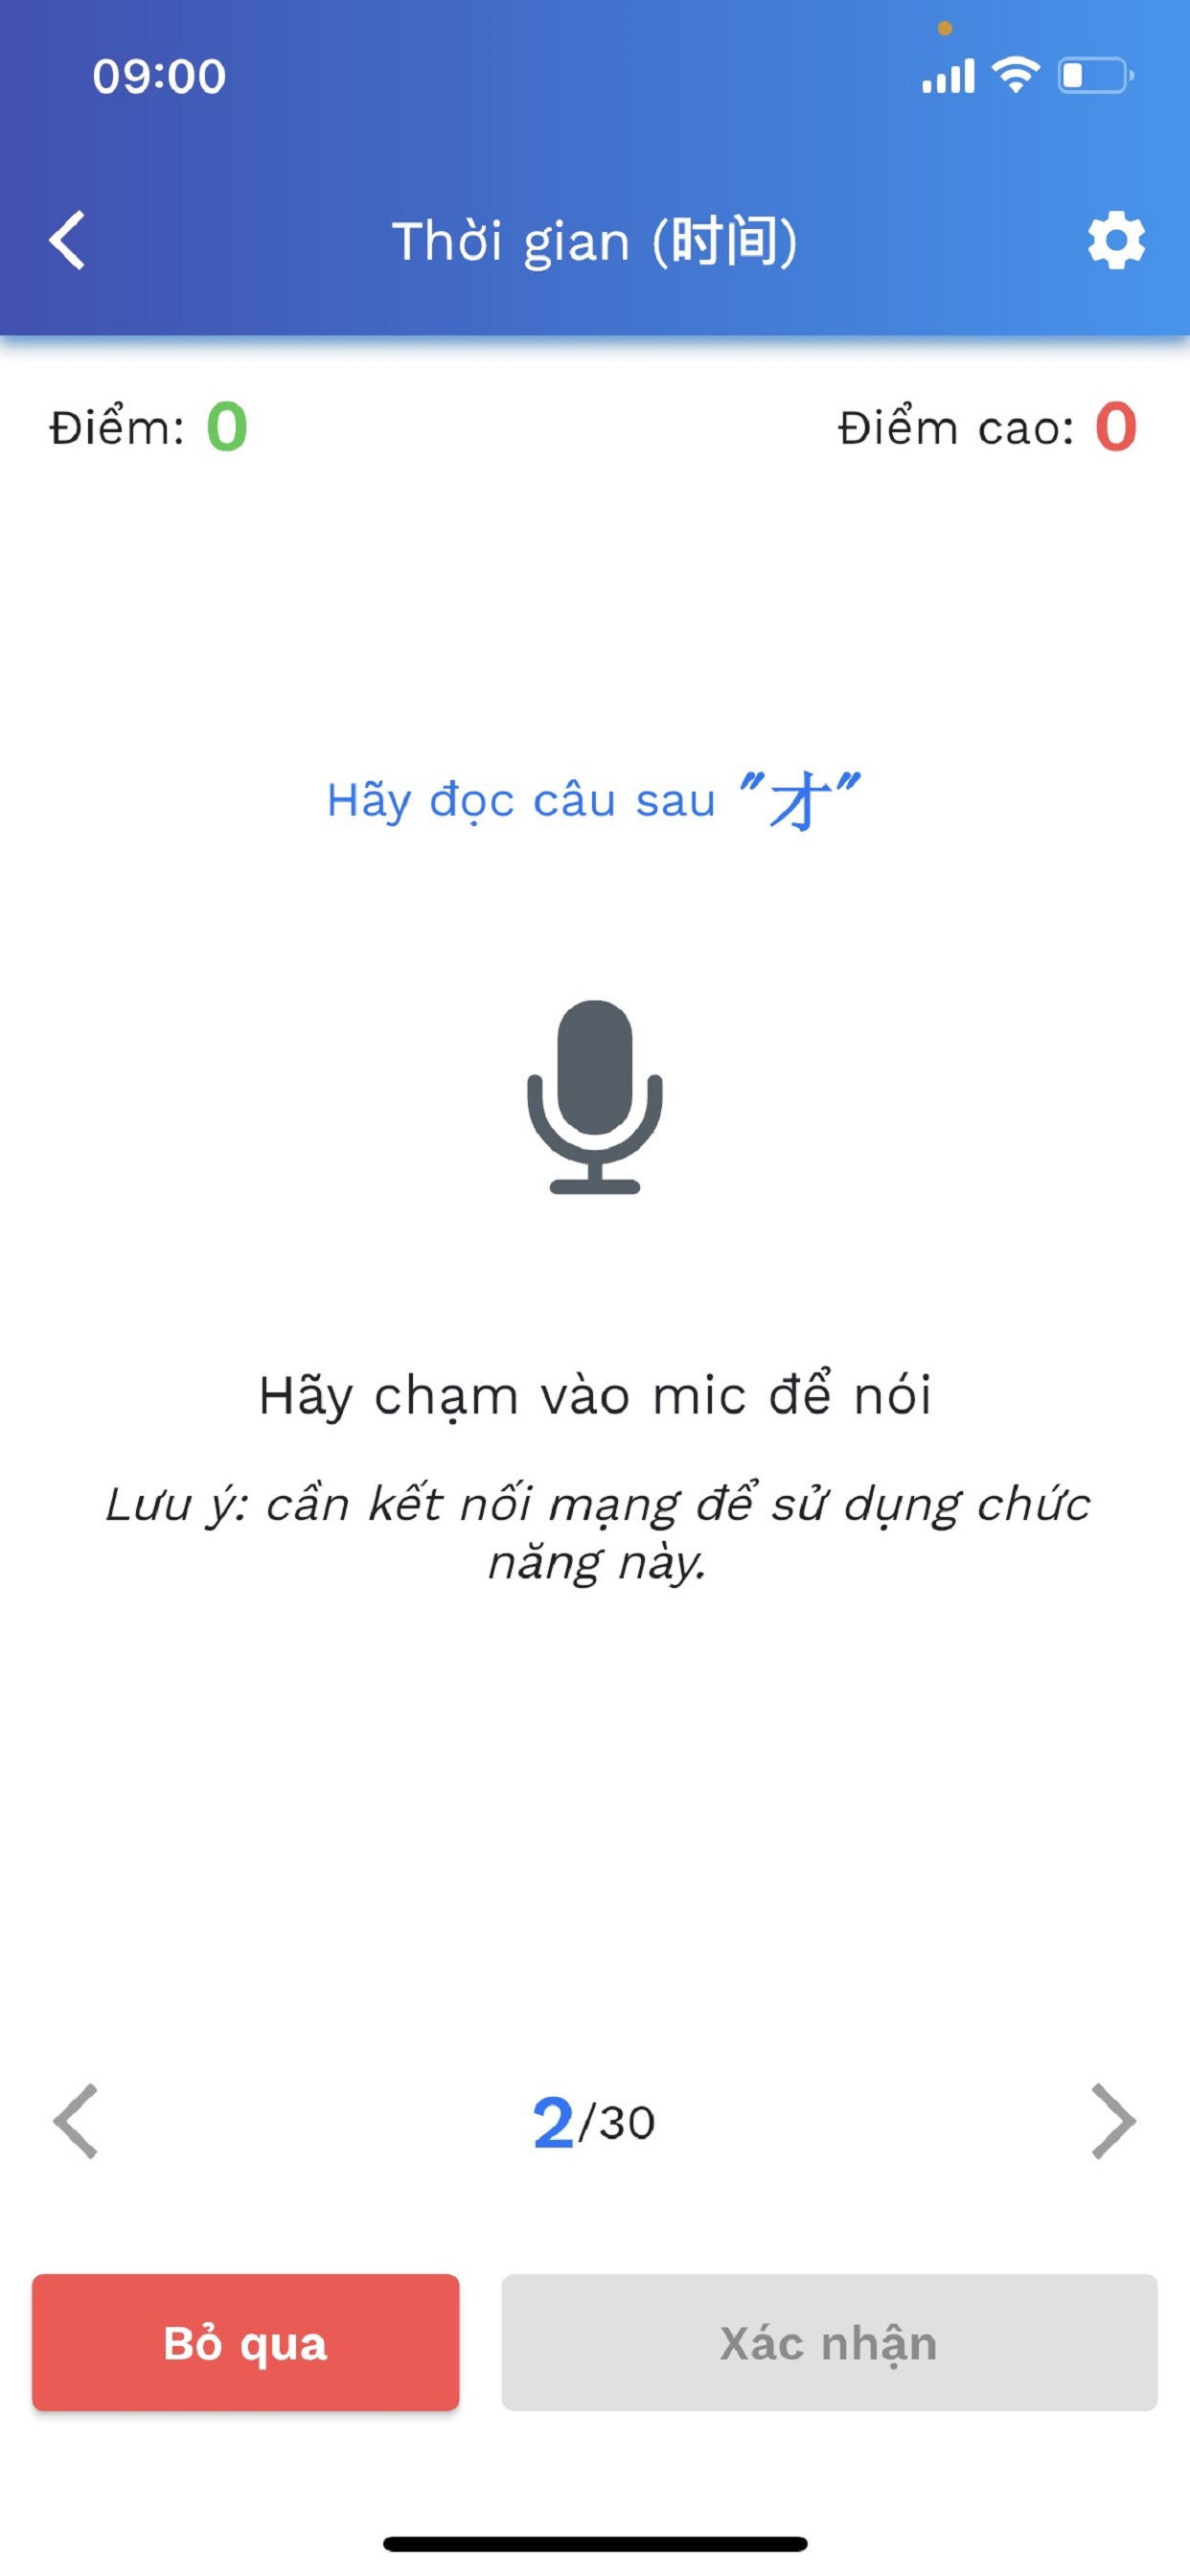 09:00
Thời gian (时间)
Điểm: 0
Điểm cao: 0
Hãy đọc câu sau "才"
Hãy chạm vào mic để nói
Lưu ý: cần kết nối mạng để sử dụng chức
năng này.
2/30
Bỏ qua
Xác nhận